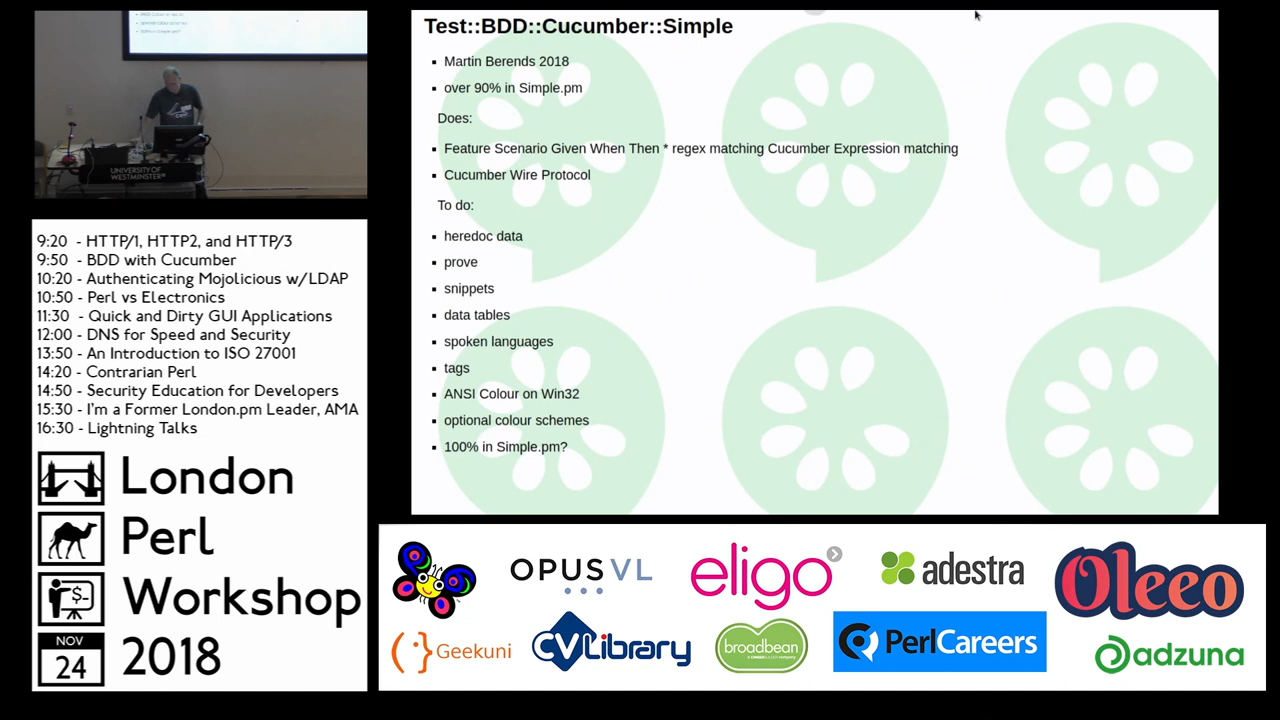 Test::BDD::Cucumber::Simple
Martin Berends 2018
over 90% in Simple.pm
Does:
Feature Scenario Given When Then * regex matching Cucumber Expression matching
Cucumber Wire Protocol
To do:
heredoc data
prove
snippets
data tables
spoken languages
tags
ANSI Colour on Win32
optional colour schemes
100% in Simple.pm?
UNIVERSITY OF
WESTMINSTER
9:20 - HTTP/1, HTTP2, and HTTP/3
9:50 - BDD with Cucumber
10:20 - Authenticating Mojolicious w/LDAP
10:50 - Perl vs Electronics
11:30 - Quick and Dirty GUI Applications
12:00 - DNS for Speed and Security
13:50 - An Introduction to ISO 27001
14:20 - Contrarian Perl
14:50 - Security Education for Developers
15:30 - I'm a Former London.pm Leader, AMA
16:30 - Lightning Talks
London
Perl
$-
Workshop
NOV
24
2018
OPUS VL
eligo
adestra
Oleeo
Geekuni
CV Library
broadbean
PerlCareers
adzuna